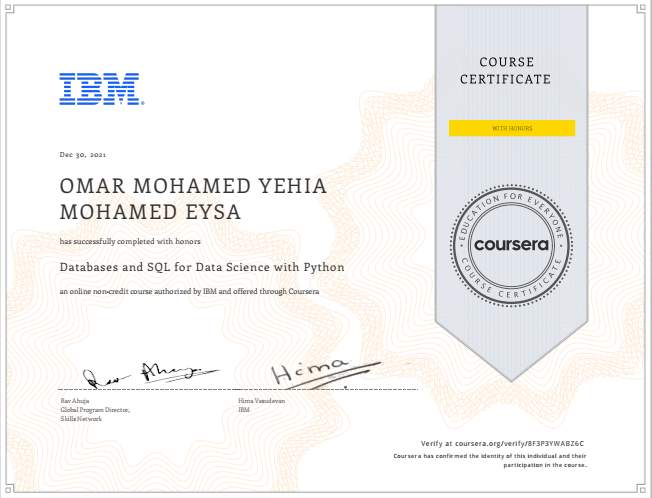 IBM
COURSE
CERTIFICATE
WITH HONORS
Dec 30, 2021
OMAR MOHAMED YEHIA
MOHAMED EYSA
has successfully completed with honors
Databases and SQL for Data Science with Python
an online non-credit course authorized by IBM and offered through Coursera
EDUCATION FOR EVERYONE
coursera
COURSE CERTIFICATE
Hima
Rav Ahuja
Global Program Director,
Skills Network
Hima Vasudevan
IBM
Verify at coursera.org/verify/8F3P3YWABZ6C
Coursera has confirmed the identity of this individual and their
participation in the course.